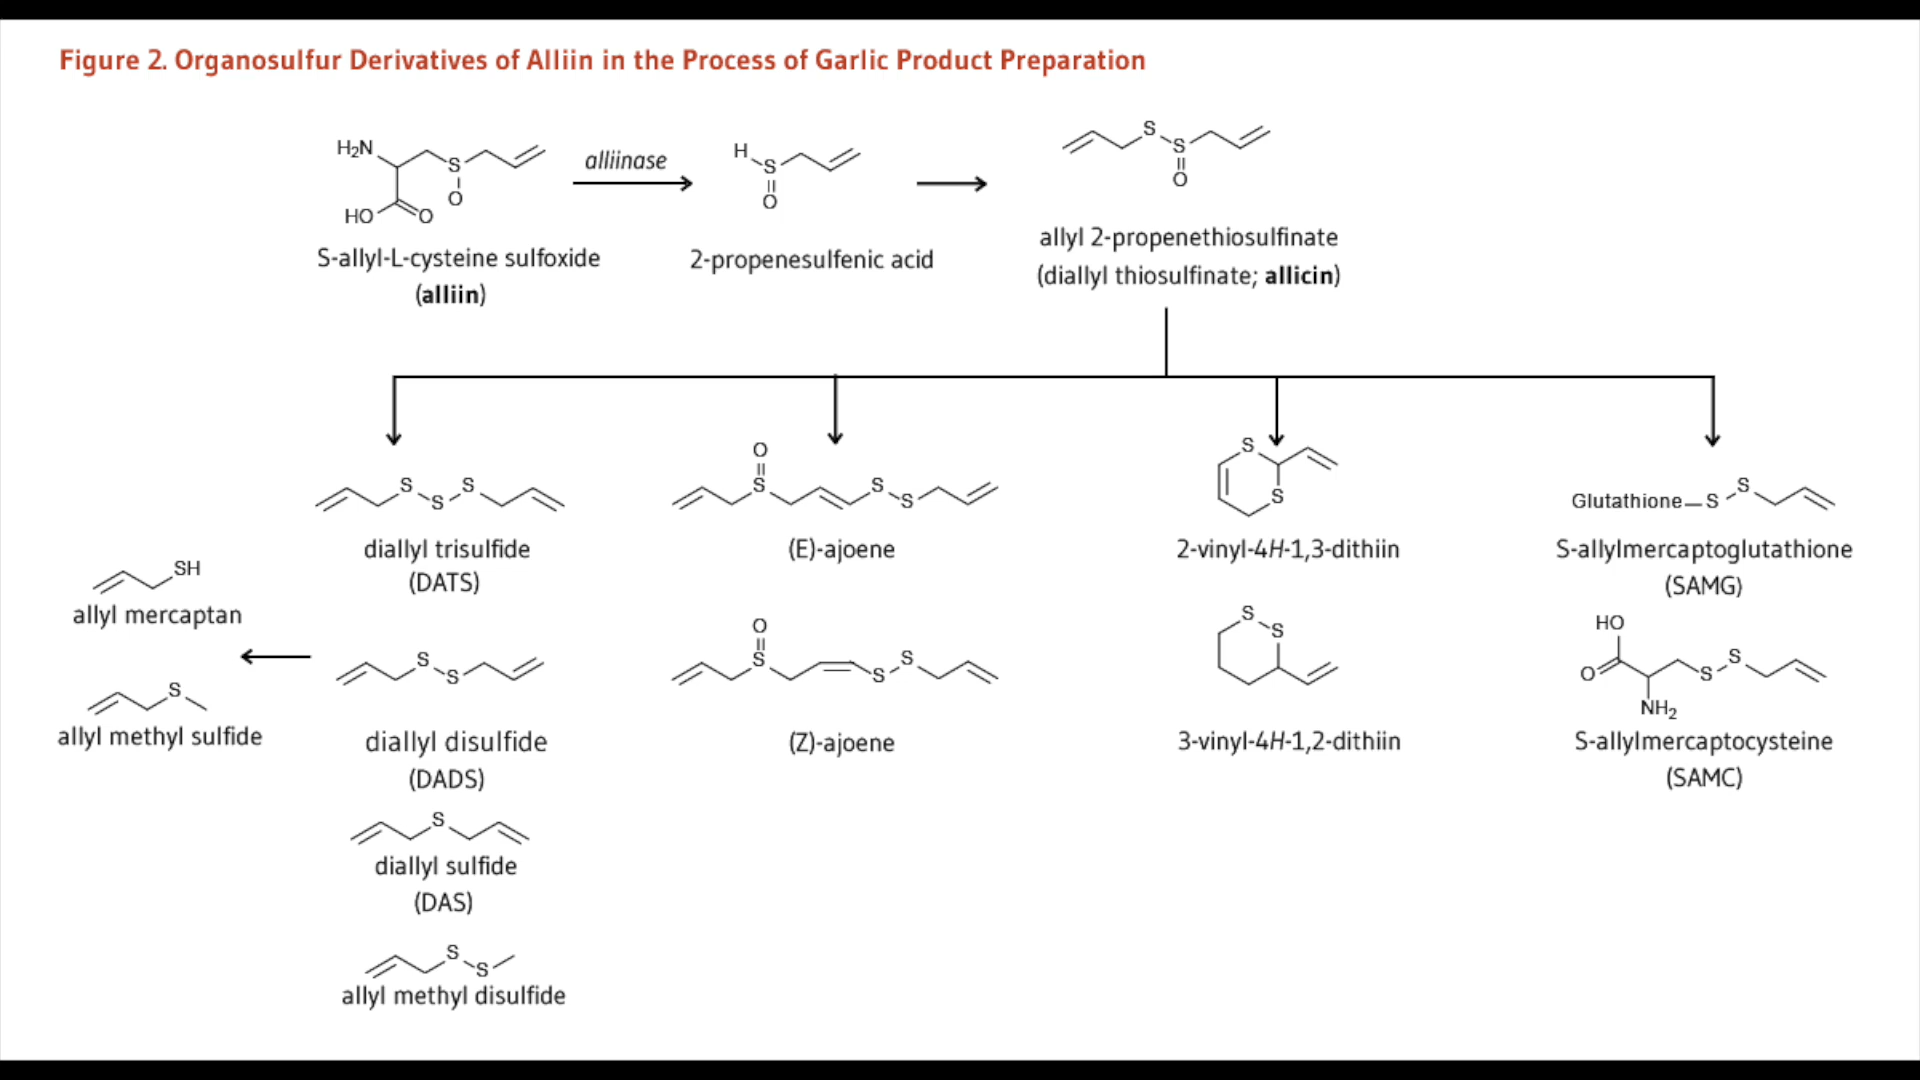 Figure 2. Organosulfur Derivatives of Alliin in the Process of Garlic Product Preparation
H₂N
S
O
HO
O
S-allyl-L-cysteine sulfoxide
(alliin)
alliinase
H
S
O
2-propenesulfenic acid
S
S
O
allyl 2-propenethiosulfinate
(diallyl thiosulfinate; allicin)
S
S
S
diallyl trisulfide
(DATS)
O
S
S
S
(E)-ajoene
S
S
2-vinyl-4H-1,3-dithiin
Glutathione—S
S
S-allylmercaptoglutathione
(SAMG)
SH
allyl mercaptan
S
allyl methyl sulfide
S
S
diallyl disulfide
(DADS)
O
S
S
S
(Z)-ajoene
S
S
3-vinyl-4H-1,2-dithiin
HO
O
S
S
NH₂
S-allylmercaptocysteine
(SAMC)
S
diallyl sulfide
(DAS)
S
S
allyl methyl disulfide